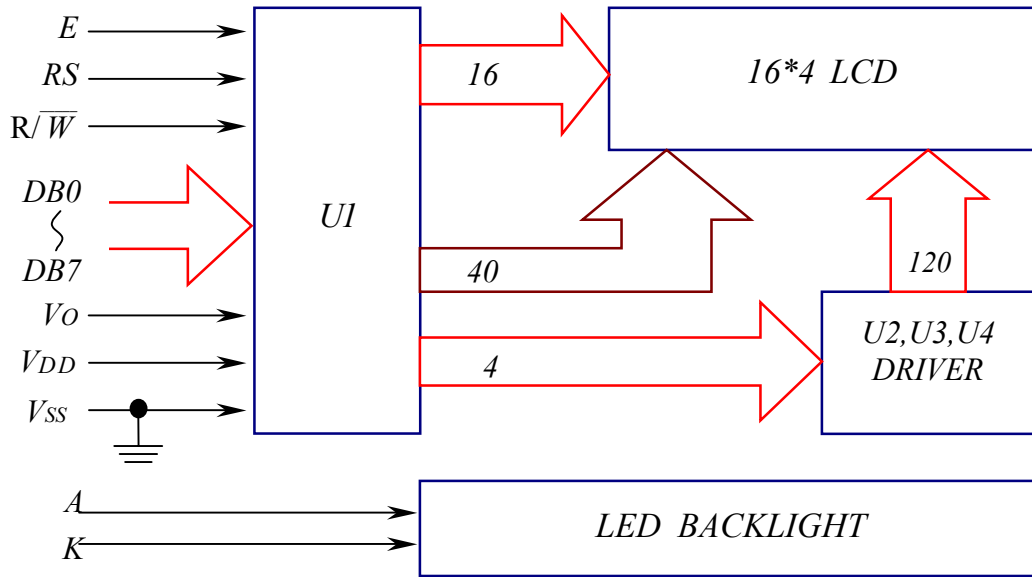 E
RS
R/W̅
DB0
DB7
VO
VDD
VSS
A
K
U1
16
40
4
16*4 LCD
120
U2,U3,U4
DRIVER
LED BACKLIGHT